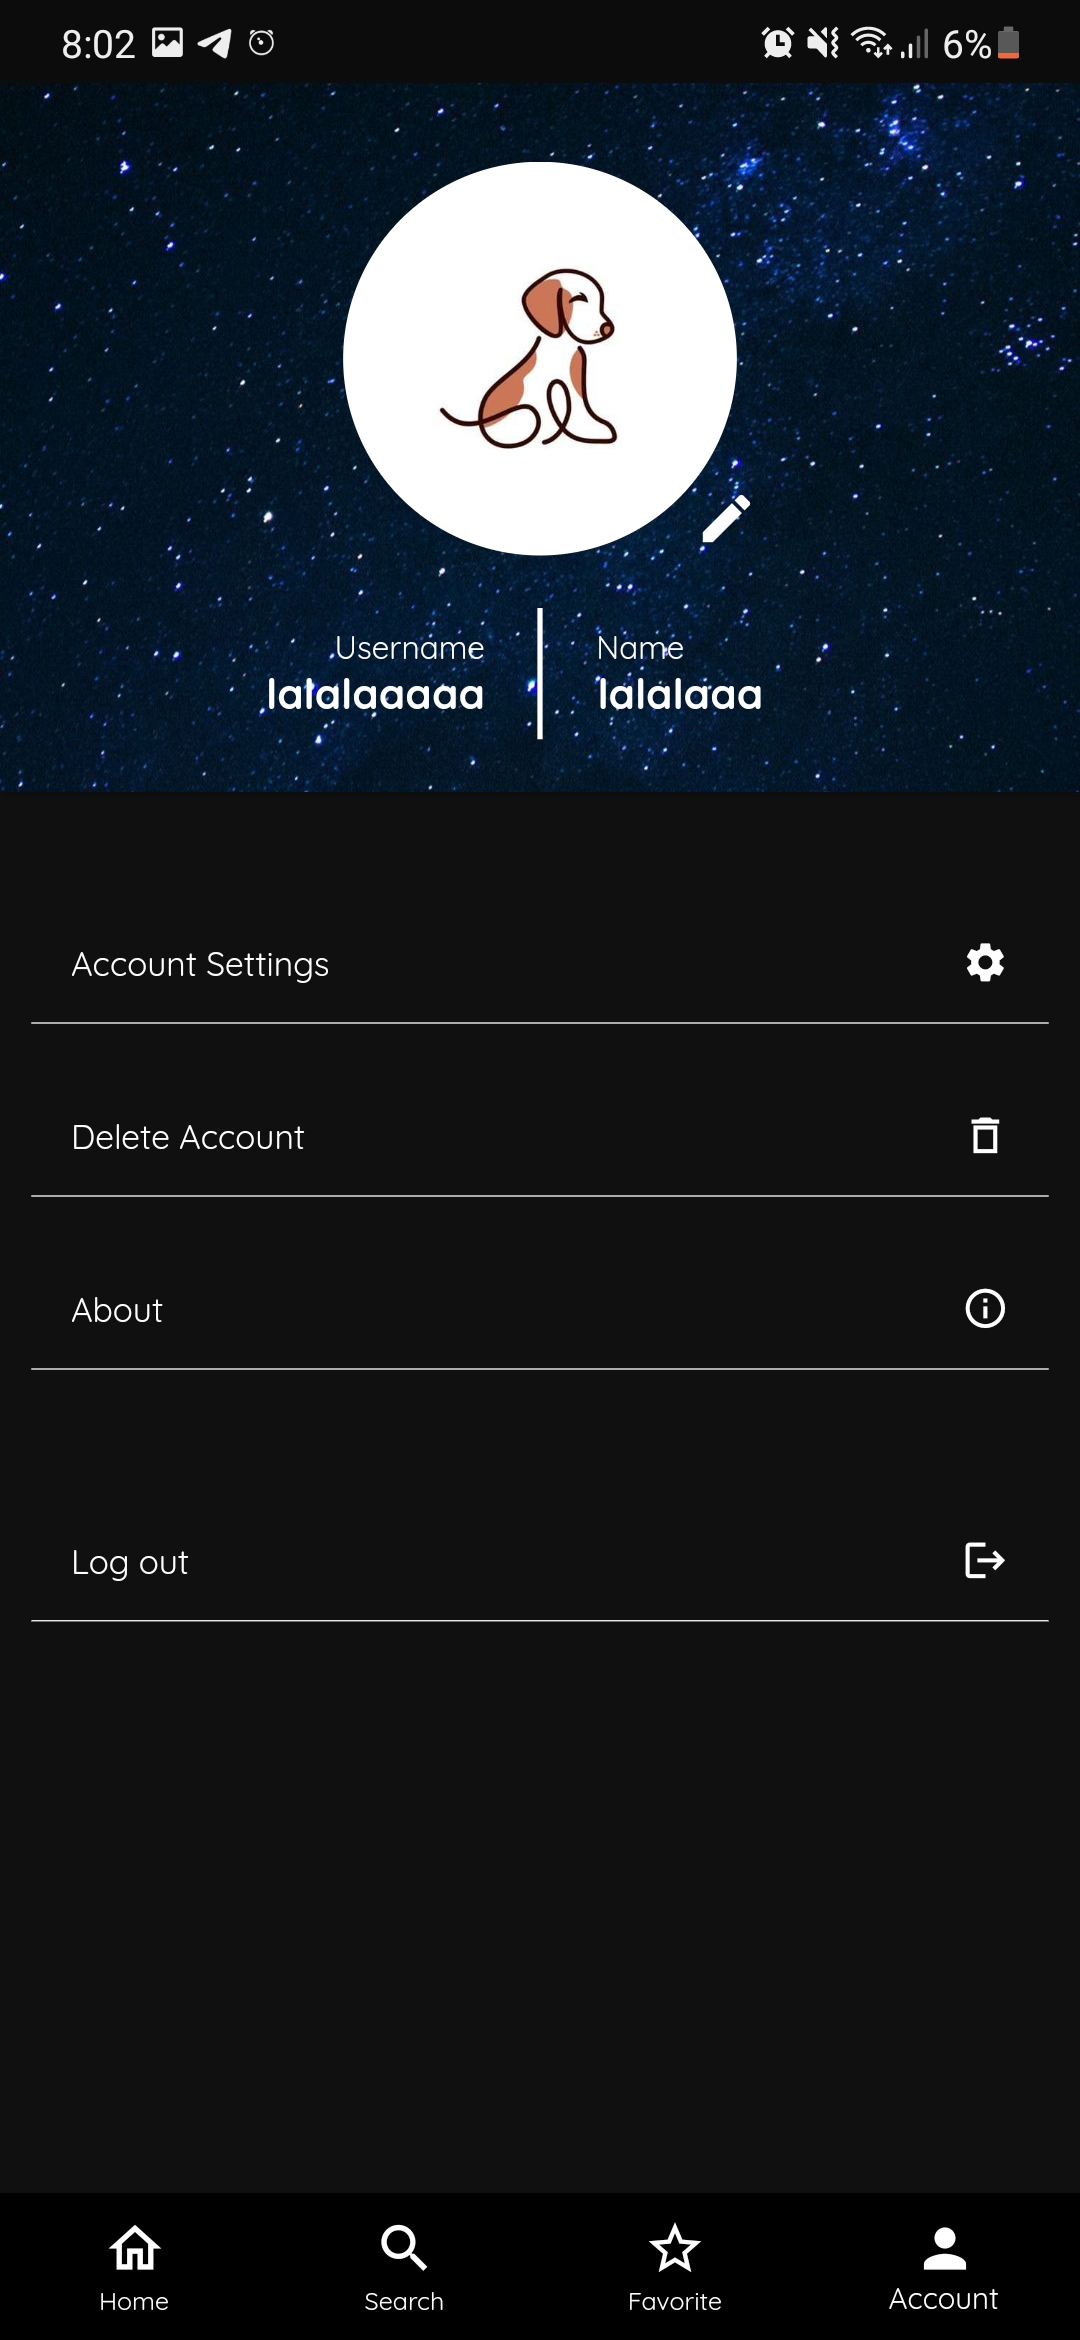 8:02 6%
Username Name
lalalaaaaa lalalaaa
Account Settings
Delete Account
About
Log out
Home Search Favorite Account